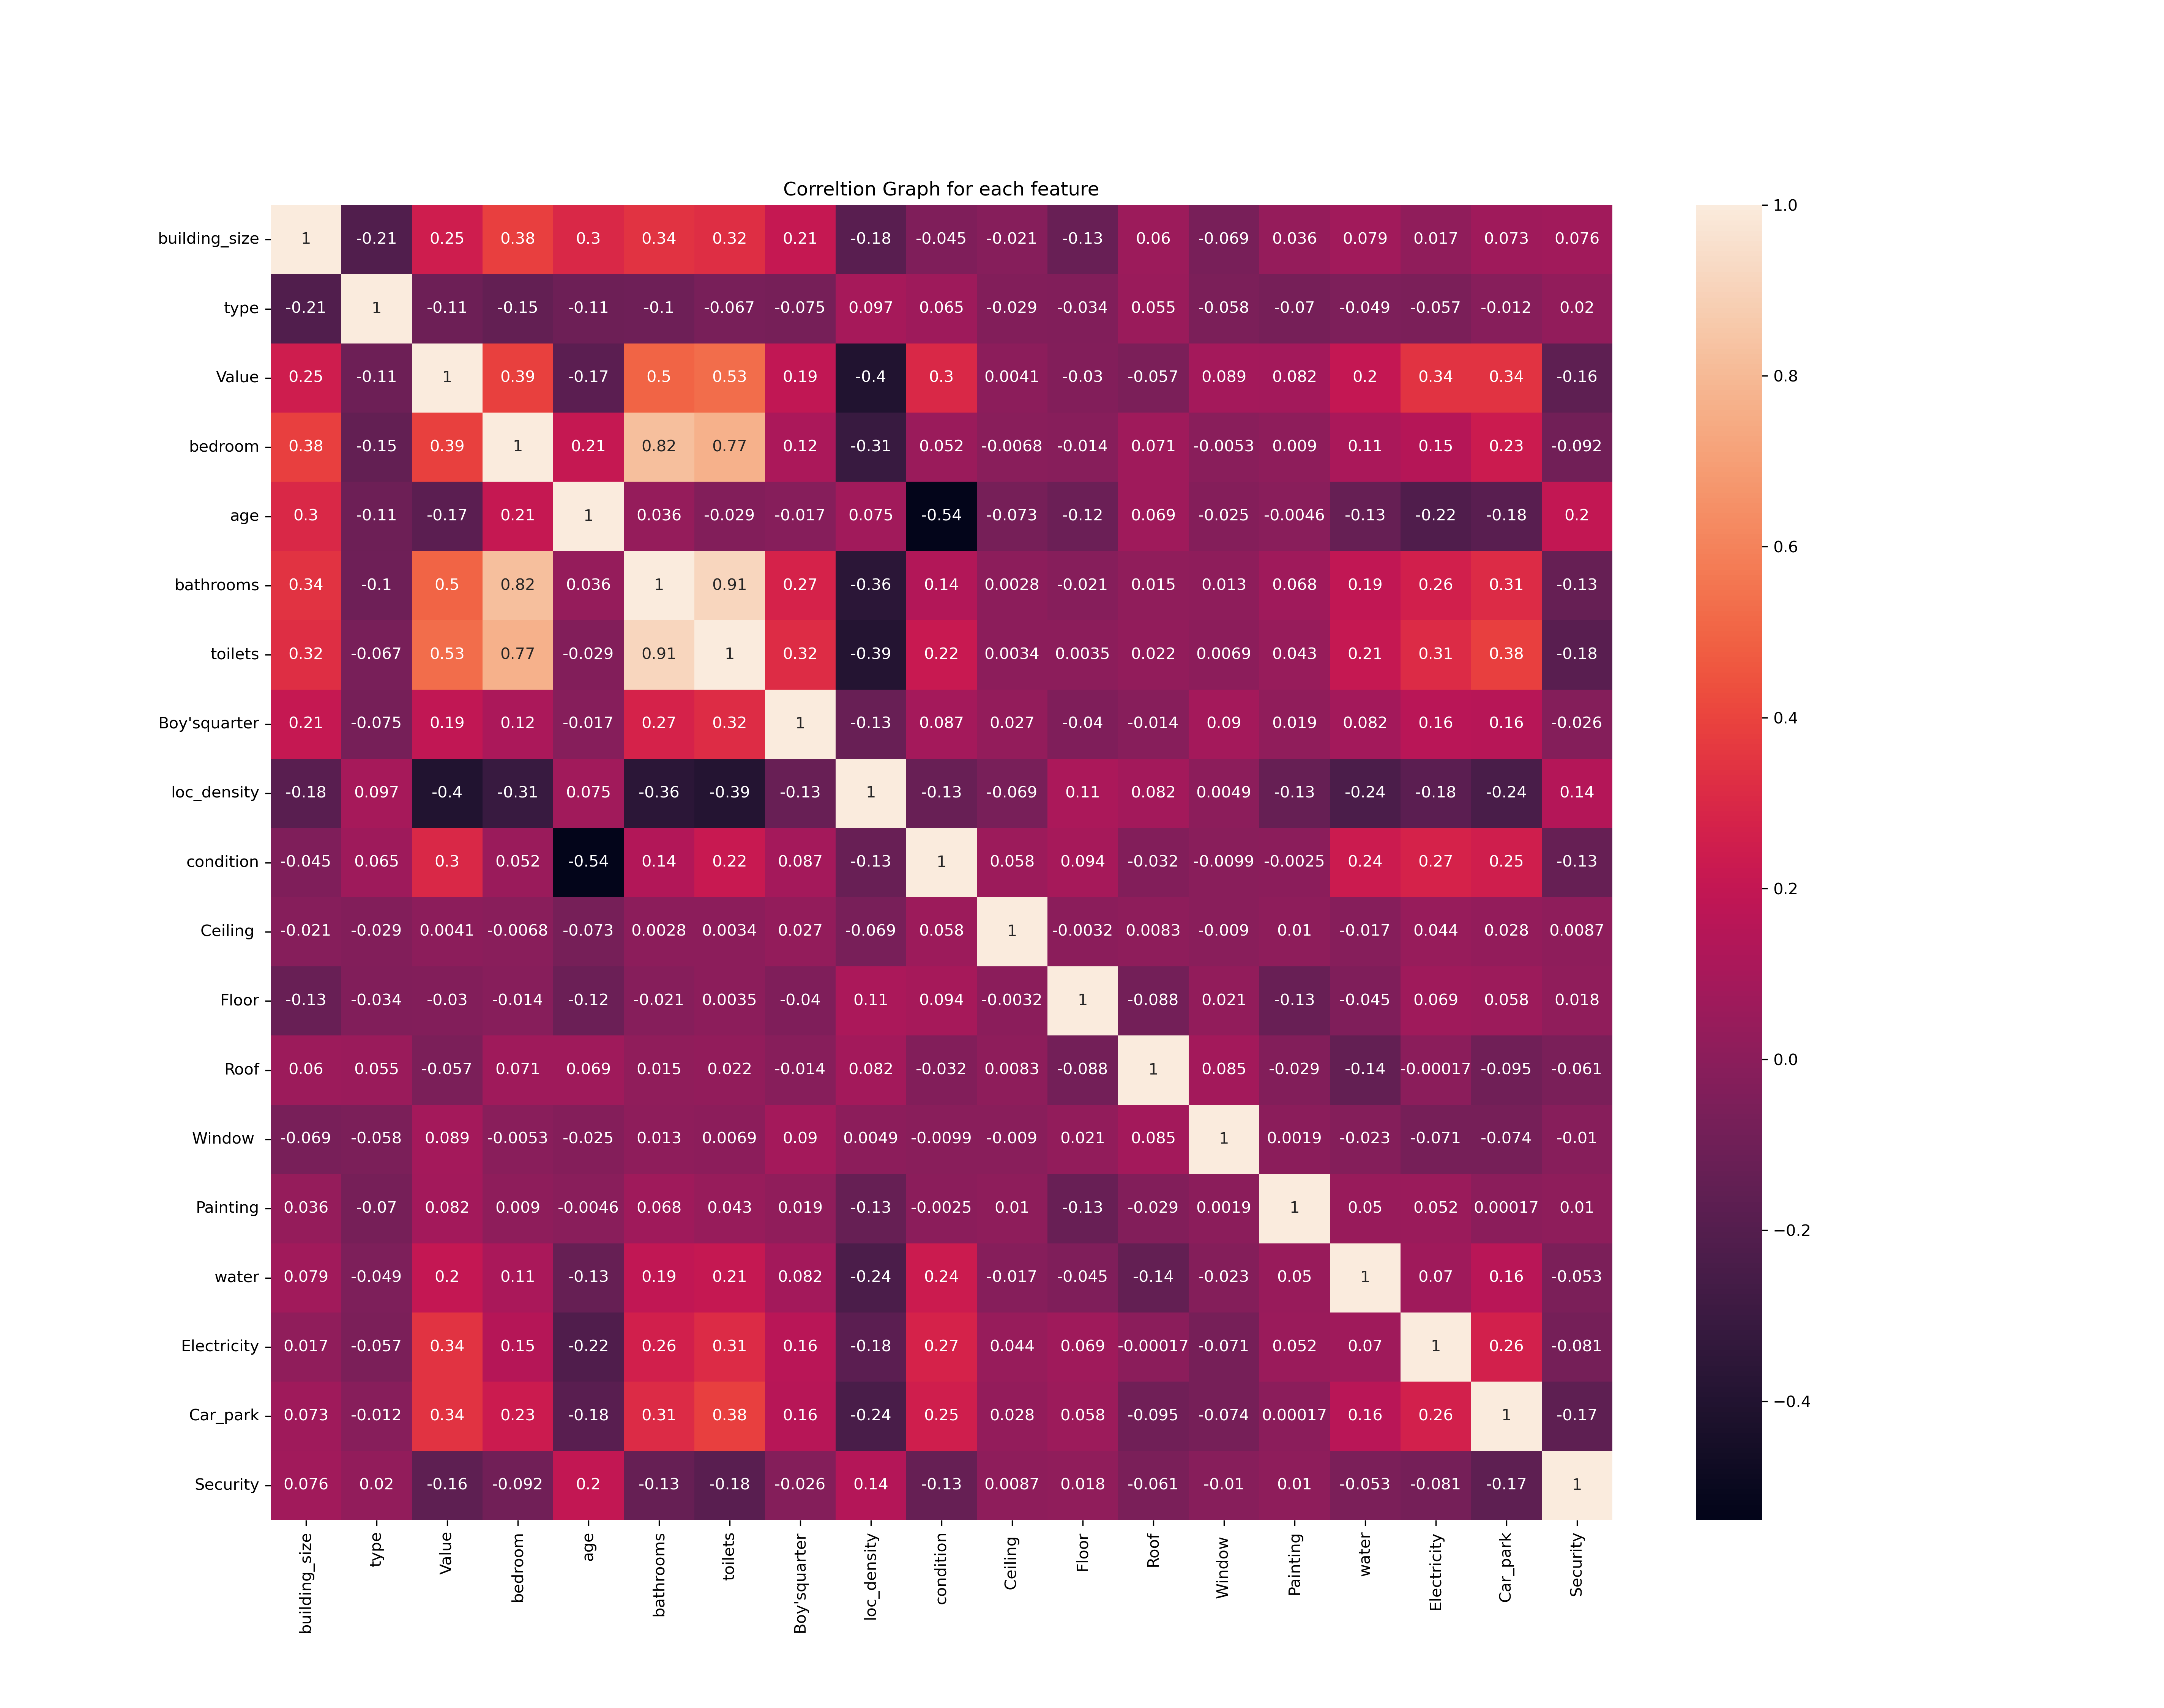 Correltion Graph for each feature
building_size 1 -0.21 0.25 0.38 0.3 0.34 0.32 0.21 -0.18 -0.045 -0.021 -0.13 0.06 -0.069 0.036 0.079 0.017 0.073 0.076
type -0.21 1 -0.11 -0.15 -0.11 -0.1 -0.067 -0.075 0.097 0.065 -0.029 -0.034 0.055 -0.058 -0.07 -0.049 -0.057 -0.012 0.02
Value 0.25 -0.11 1 0.39 -0.17 0.5 0.53 0.19 -0.4 0.3 0.0041 -0.03 -0.057 0.089 0.082 0.2 0.34 0.34 -0.16
bedroom 0.38 -0.15 0.39 1 0.21 0.82 0.77 0.12 -0.31 0.052 -0.0068 -0.014 0.071 -0.0053 0.009 0.11 0.15 0.23 -0.092
age 0.3 -0.11 -0.17 0.21 1 0.036 -0.029 -0.017 0.075 -0.54 -0.073 -0.12 0.069 -0.025 -0.0046 -0.13 -0.22 -0.18 0.2
bathrooms 0.34 -0.1 0.5 0.82 0.036 1 0.91 0.27 -0.36 0.14 0.0028 -0.021 0.015 0.013 0.068 0.19 0.26 0.31 -0.13
toilets 0.32 -0.067 0.53 0.77 -0.029 0.91 1 0.32 -0.39 0.22 0.0034 0.0035 0.022 0.0069 0.043 0.21 0.31 0.38 -0.18
Boy'squarter 0.21 -0.075 0.19 0.12 -0.017 0.27 0.32 1 -0.13 0.087 0.027 -0.04 -0.014 0.09 0.019 0.082 0.16 0.16 -0.026
loc_density -0.18 0.097 -0.4 -0.31 0.075 -0.36 -0.39 -0.13 1 -0.13 -0.069 0.11 0.082 0.0049 -0.13 -0.24 -0.18 -0.24 0.14
condition -0.045 0.065 0.3 0.052 -0.54 0.14 0.22 0.087 -0.13 1 0.058 0.094 -0.032 -0.0099 -0.0025 0.24 0.27 0.25 -0.13
Ceiling -0.021 -0.029 0.0041 -0.0068 -0.073 0.0028 0.0034 0.027 -0.069 0.058 1 -0.0032 0.0083 -0.009 0.01 -0.017 0.044 0.028 0.0087
Floor -0.13 -0.034 -0.03 -0.014 -0.12 -0.021 0.0035 -0.04 0.11 0.094 -0.0032 1 -0.088 0.021 -0.13 -0.045 0.069 0.058 0.018
Roof 0.06 0.055 -0.057 0.071 0.069 0.015 0.022 -0.014 0.082 -0.032 0.0083 -0.088 1 0.085 -0.029 -0.14 -0.00017 -0.095 -0.061
Window -0.069 -0.058 0.089 -0.0053 -0.025 0.013 0.0069 0.09 0.0049 -0.0099 -0.009 0.021 0.085 1 0.0019 -0.023 -0.071 -0.074 -0.01
Painting 0.036 -0.07 0.082 0.009 -0.0046 0.068 0.043 0.019 -0.13 -0.0025 0.01 -0.13 -0.029 0.0019 1 0.05 0.052 0.00017 0.01
water 0.079 -0.049 0.2 0.11 -0.13 0.19 0.21 0.082 -0.24 0.24 -0.017 -0.045 -0.14 -0.023 0.05 1 0.07 0.16 -0.053
Electricity 0.017 -0.057 0.34 0.15 -0.22 0.26 0.31 0.16 -0.18 0.27 0.044 0.069 -0.00017 -0.071 0.052 0.07 1 0.26 -0.081
Car_park 0.073 -0.012 0.34 0.23 -0.18 0.31 0.38 0.16 -0.24 0.25 0.028 0.058 -0.095 -0.074 0.00017 0.16 0.26 1 -0.17
Security 0.076 0.02 -0.16 -0.092 0.2 -0.13 -0.18 -0.026 0.14 -0.13 0.0087 0.018 -0.061 -0.01 0.01 -0.053 -0.081 -0.17 1
building_size type Value bedroom age bathrooms toilets Boy'squarter loc_density condition Ceiling Floor Roof Window Painting water Electricity Car_park Security
1.0
0.8
0.6
0.4
0.2
0.0
−0.2
−0.4